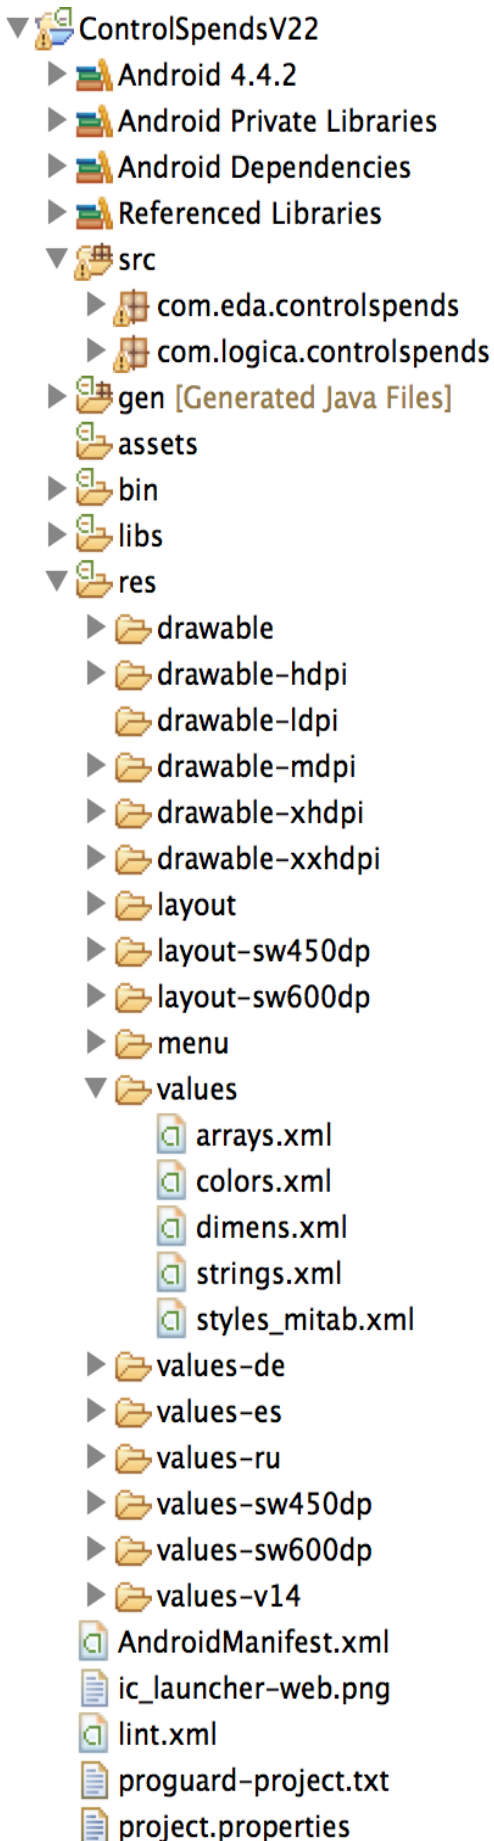 ControlSpendsV22
Android 4.4.2
Android Private Libraries
Android Dependencies
Referenced Libraries
src
com.eda.controlspends
com.logica.controlspends
gen [Generated Java Files]
assets
bin
libs
res
drawable
drawable-hdpi
drawable-ldpi
drawable-mdpi
drawable-xhdpi
drawable-xxhdpi
layout
layout-sw450dp
layout-sw600dp
menu
values
arrays.xml
colors.xml
dimens.xml
strings.xml
styles_mitab.xml
values-de
values-es
values-ru
values-sw450dp
values-sw600dp
values-v14
AndroidManifest.xml
ic_launcher-web.png
lint.xml
proguard-project.txt
project.properties